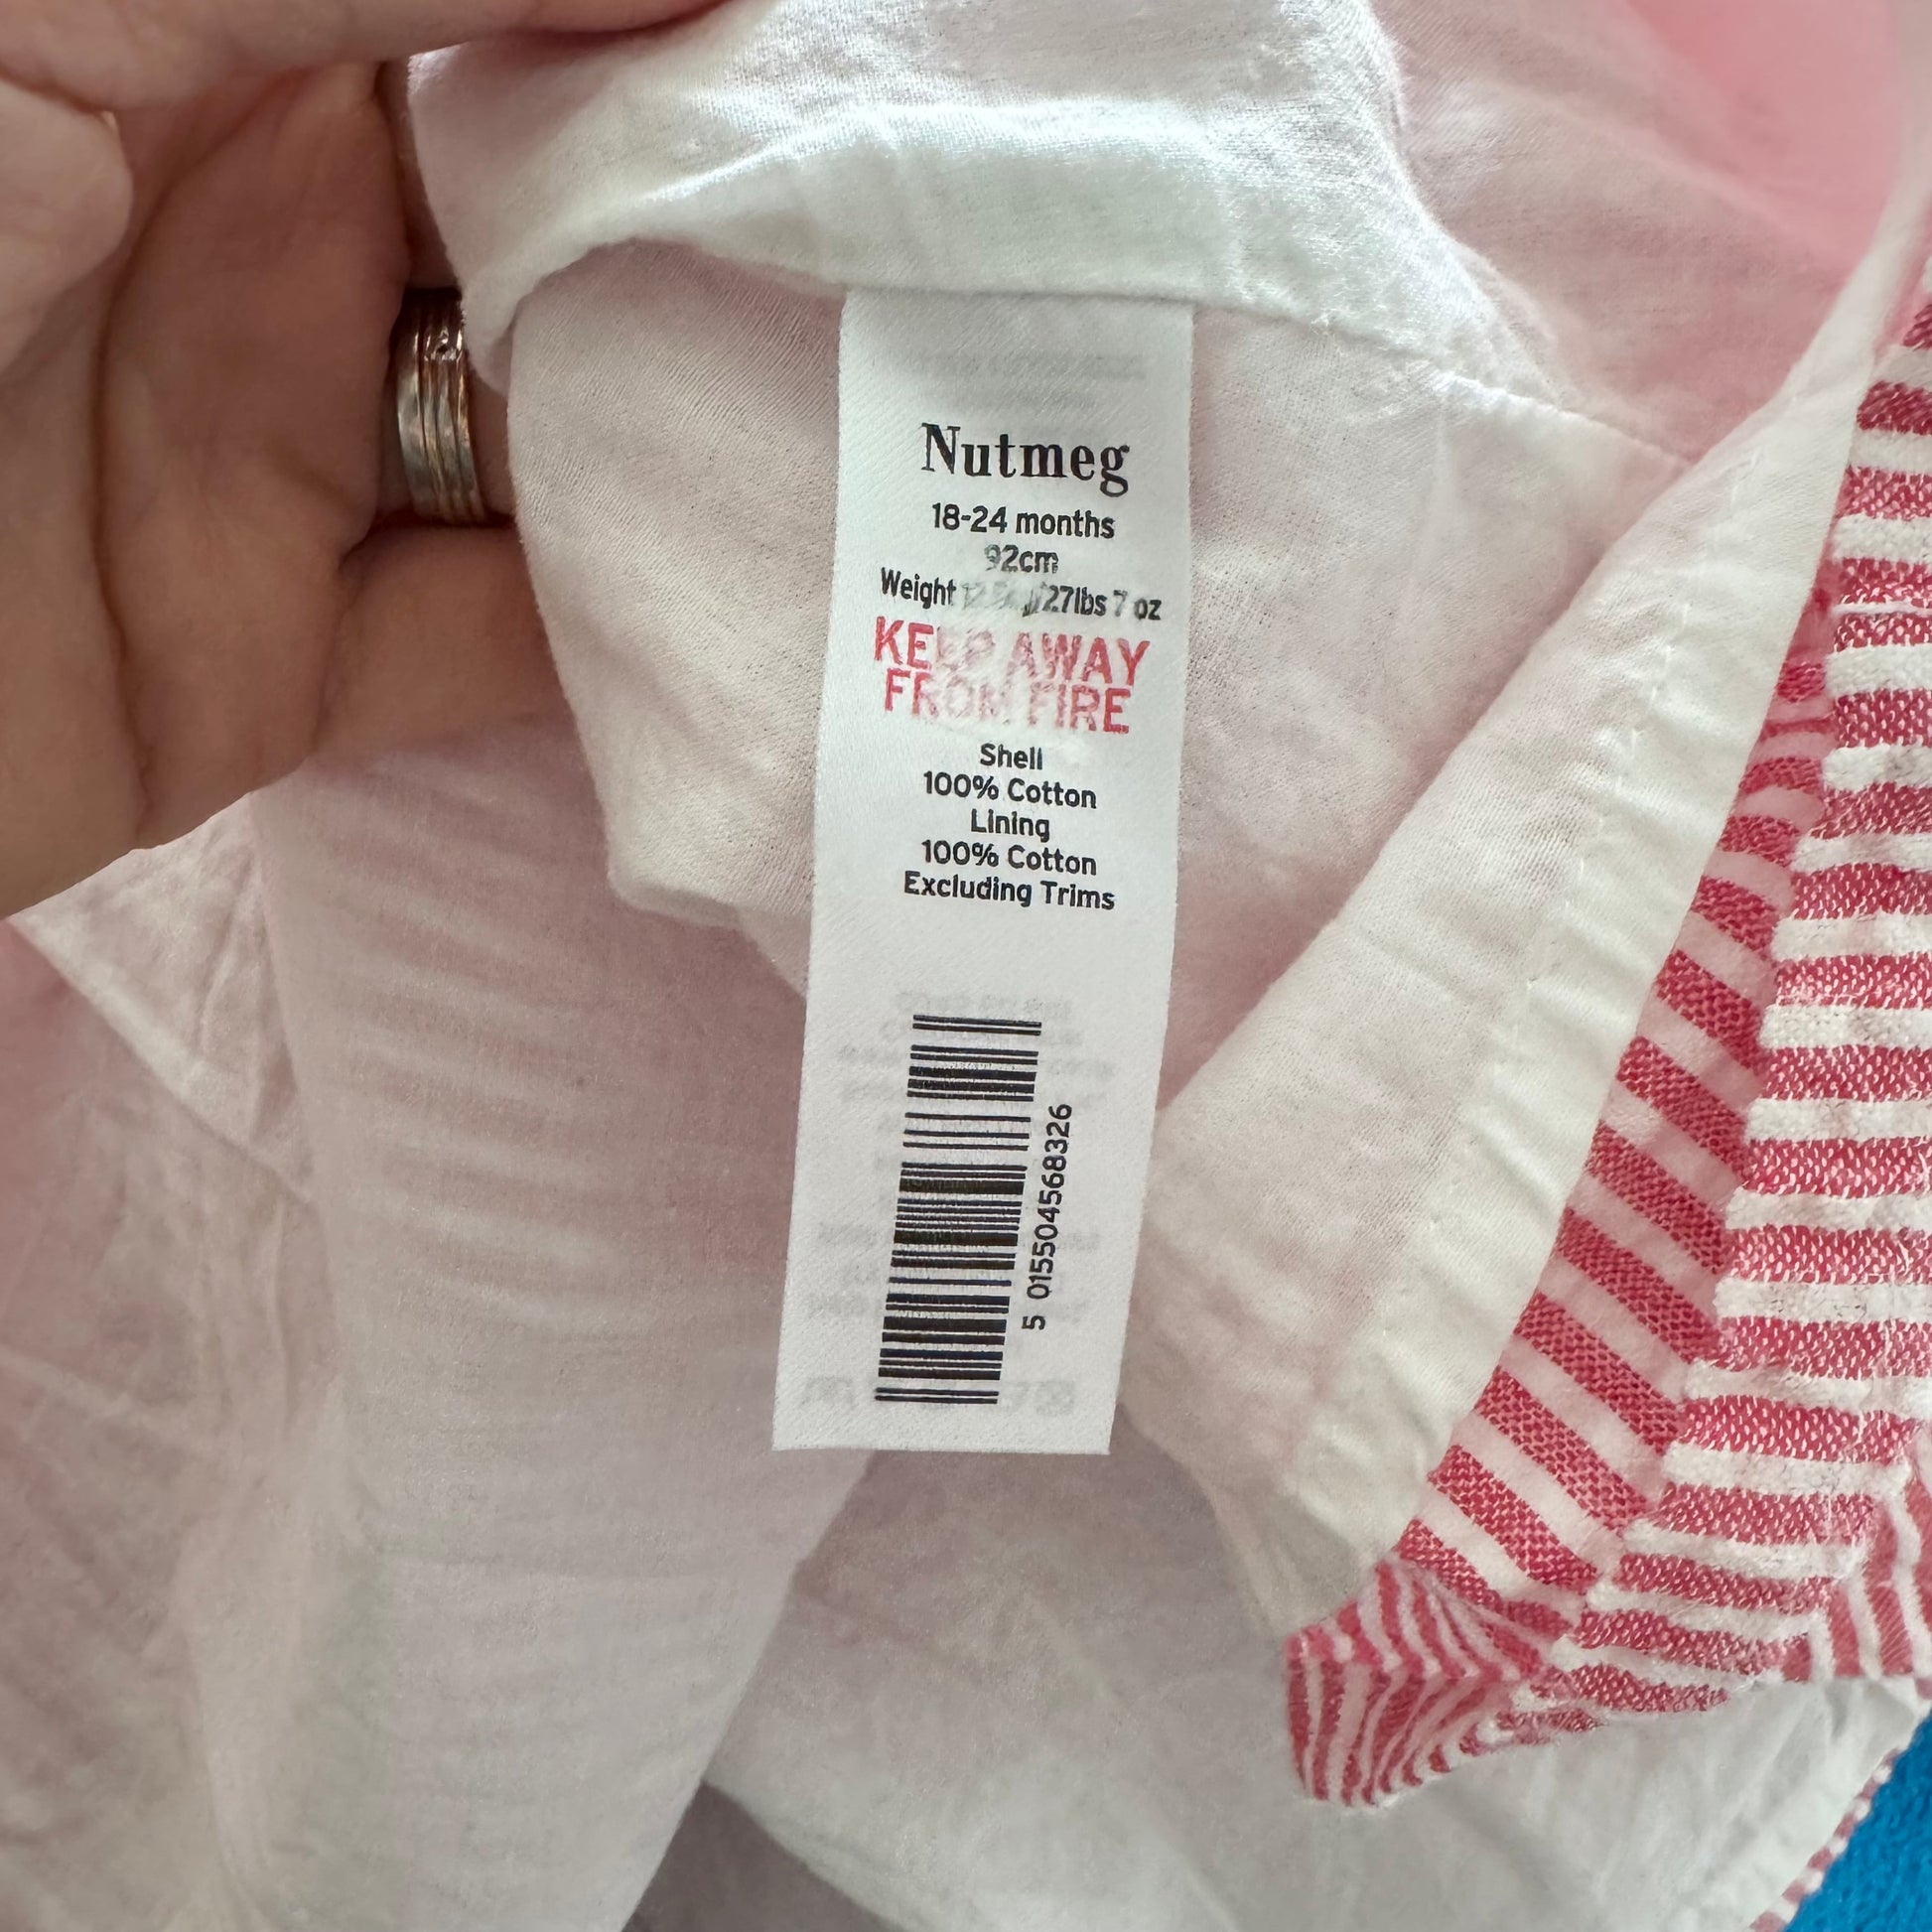 Nutmeg
18-24 months
92cm
Weight /27lbs 7 oz
KEEP AWAY
FROM FIRE
Shell
100% Cotton
Lining
100% Cotton
Excluding Trims
5 015504568326